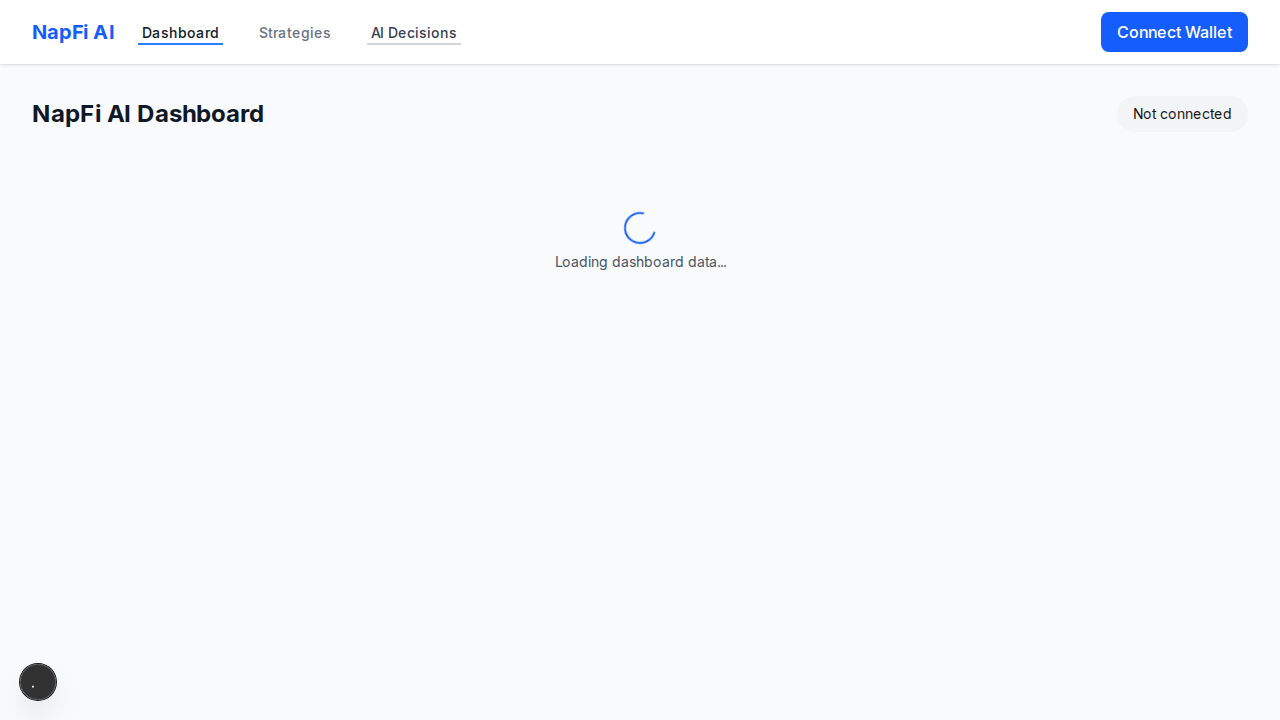 NapFi AI
Dashboard
Strategies
AI Decisions
Connect Wallet
NapFi AI Dashboard
Not connected
Loading dashboard data...